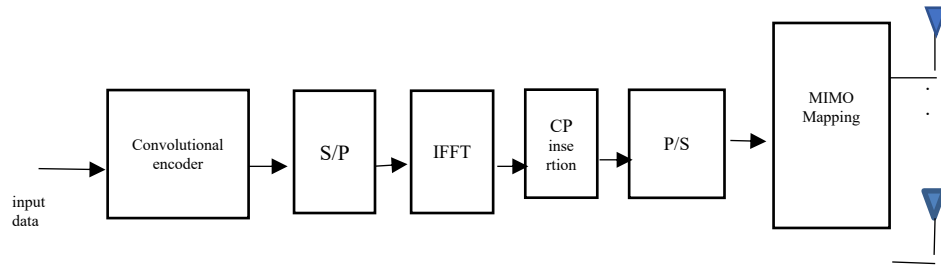 input
data
Convolutional
encoder
S/P
IFFT
CP
inse
rtion
P/S
MIMO
Mapping